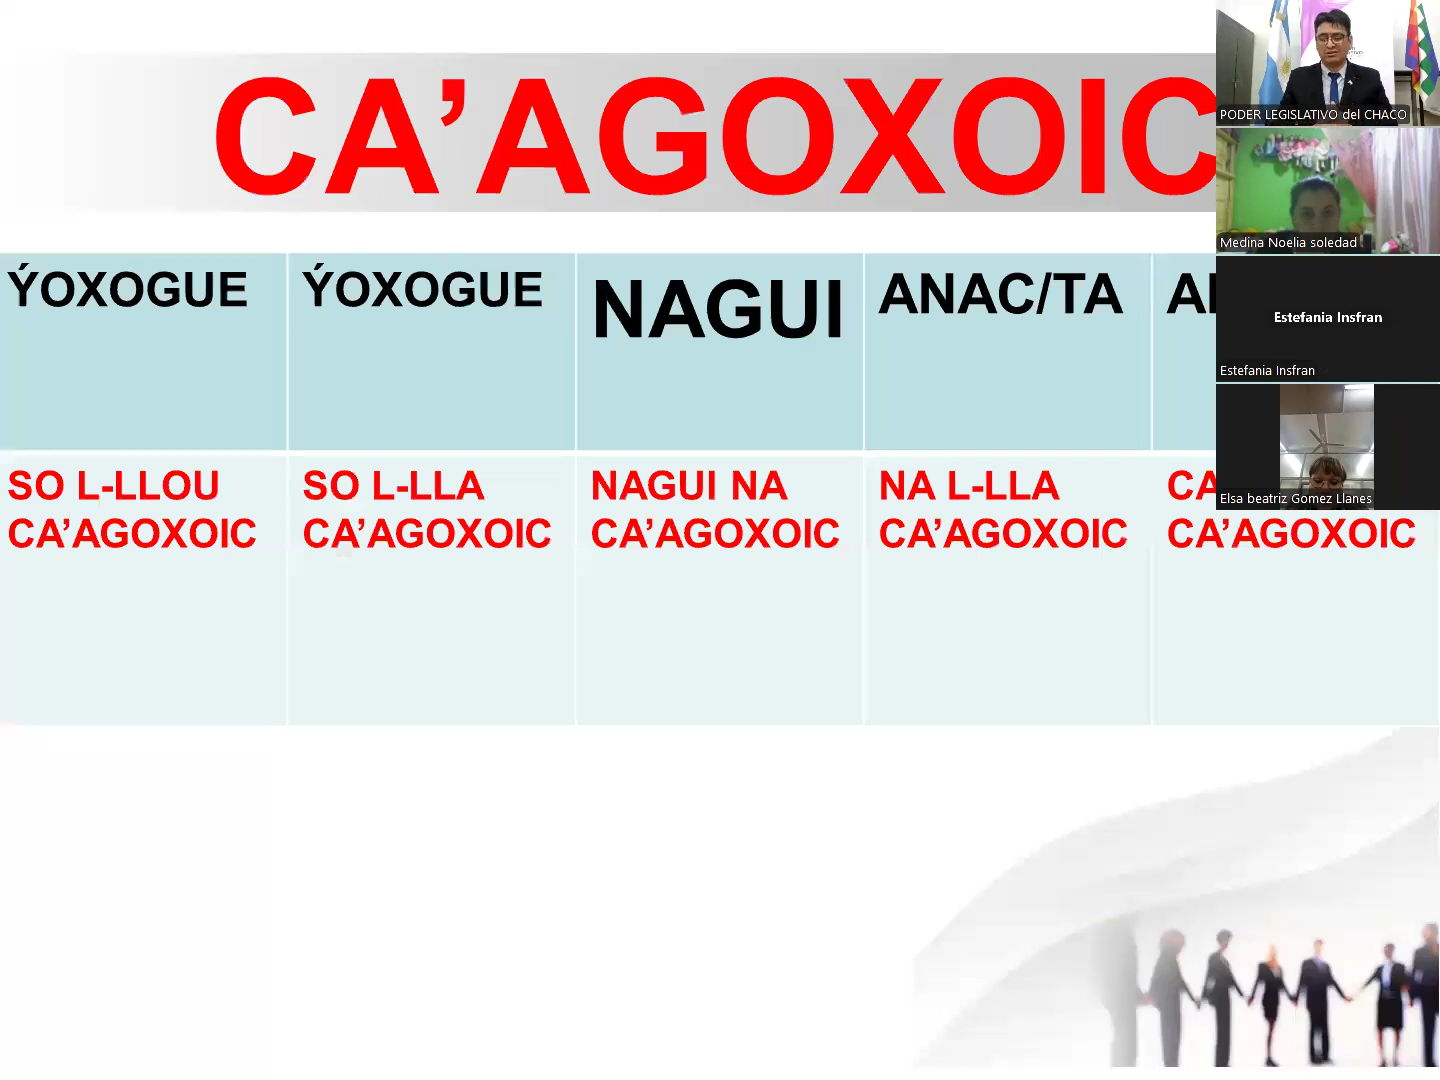 CA’AGOXOIC
ÝOXOGUE
ÝOXOGUE
NAGUI
ANAC/TA
SO L-LLOU
CA’AGOXOIC
SO L-LLA
CA’AGOXOIC
NAGUI NA
CA’AGOXOIC
NA L-LLA
CA’AGOXOIC
CA’AGOXOIC
PODER LEGISLATIVO del CHACO
Medina Noelia soledad
Estefania Insfran
Estefania Insfran
Elsa beatriz Gomez Llanes